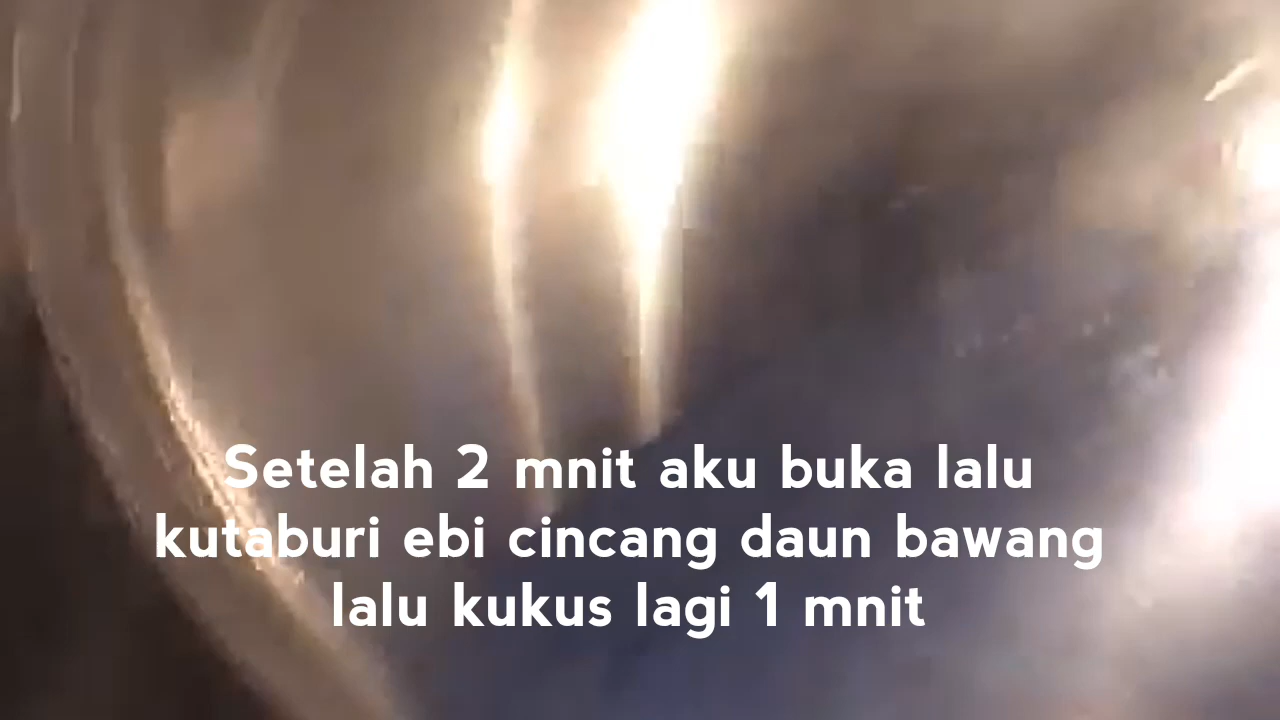 Setelah 2 mnit aku buka lalu
kutaburi ebi cincang daun bawang
lalu kukus lagi 1 mnit